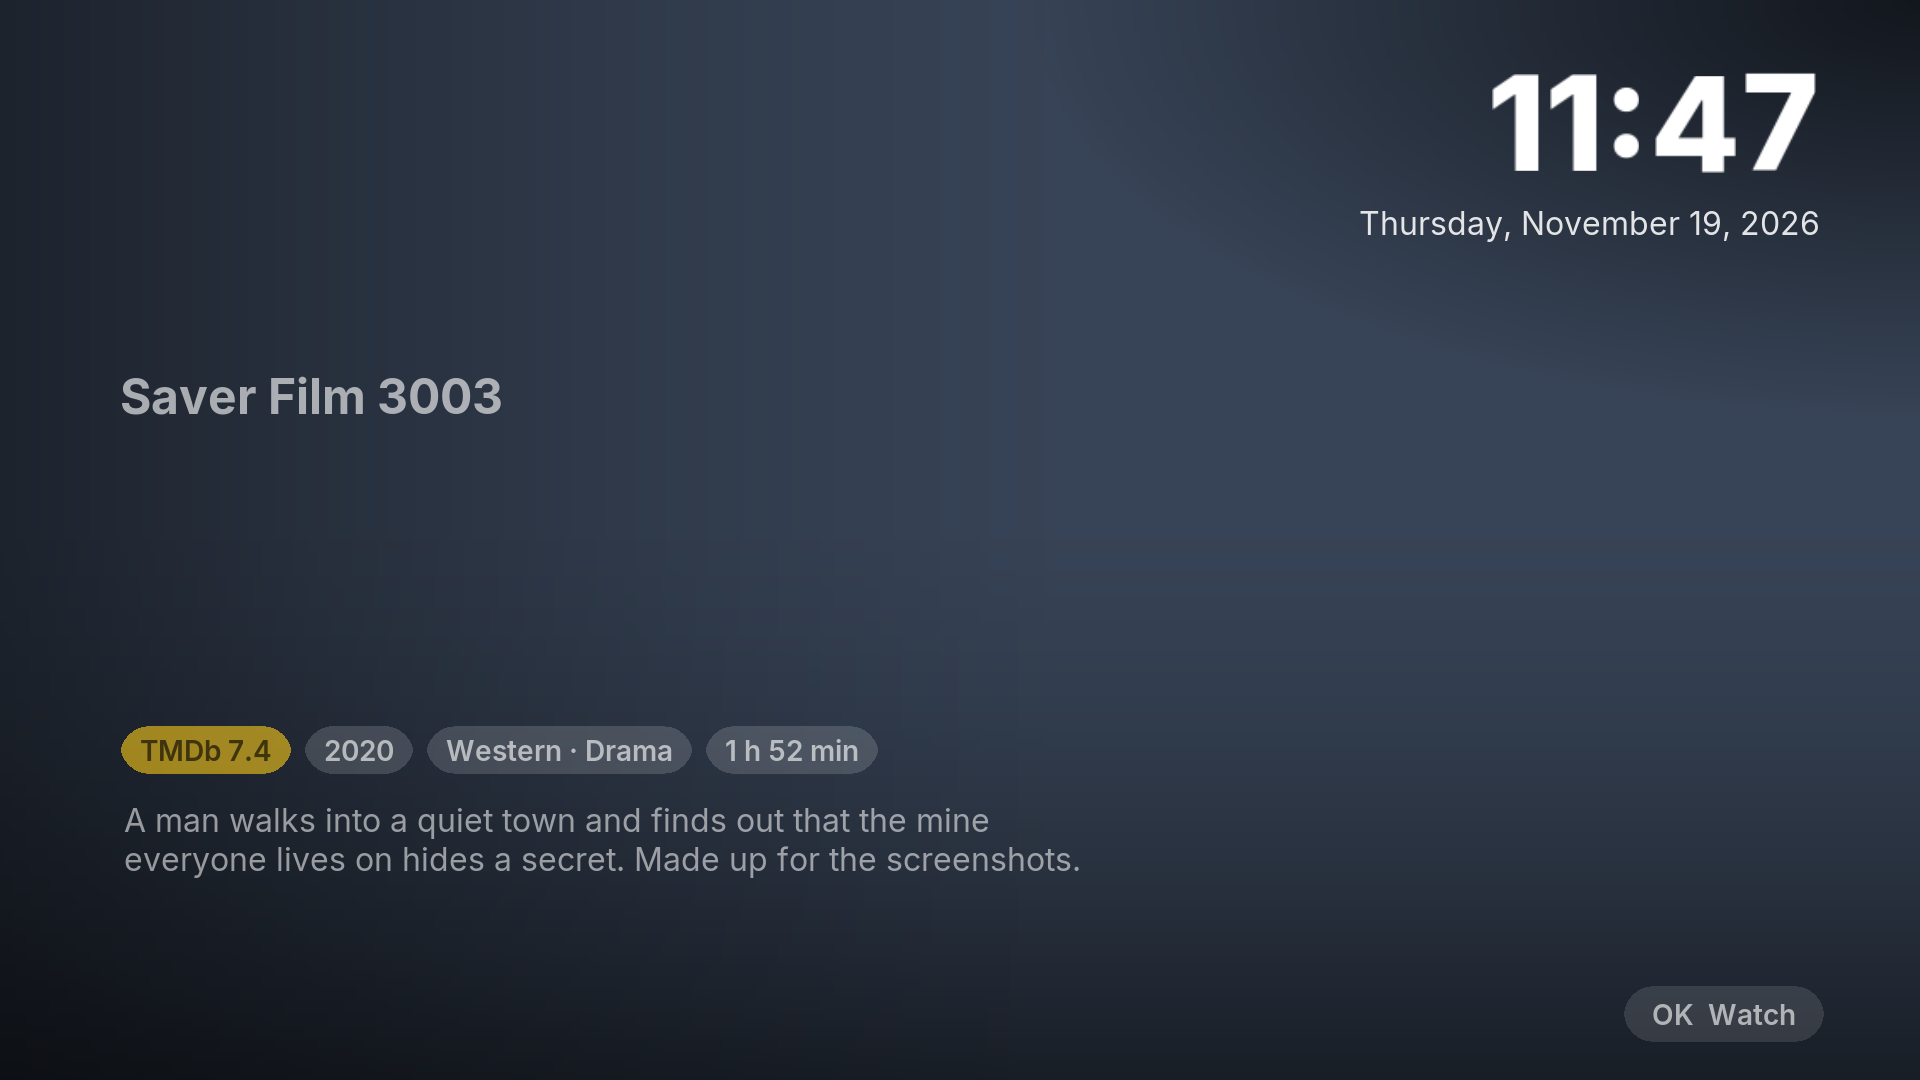 11:47
Thursday, November 19, 2026
Saver Film 3003
TMDb 7.4 2020 Western · Drama 1 h 52 min
A man walks into a quiet town and finds out that the mine
everyone lives on hides a secret. Made up for the screenshots.
OK Watch